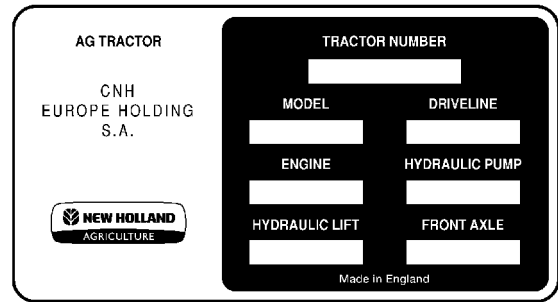 AG TRACTOR
CNH
EUROPE HOLDING
S.A.
NEW HOLLAND
AGRICULTURE
TRACTOR NUMBER
MODEL DRIVELINE
ENGINE HYDRAULIC PUMP
HYDRAULIC LIFT FRONT AXLE
Made in England